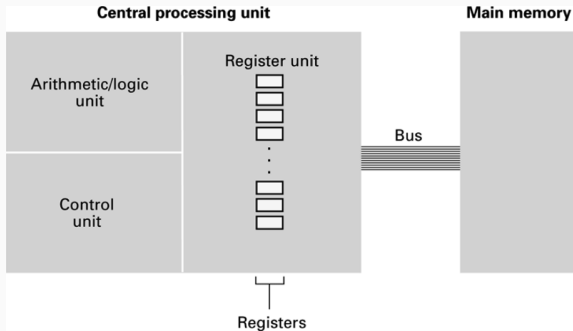 Central processing unit
Main memory
Arithmetic/logic
unit
Register unit
Bus
Control
unit
Registers